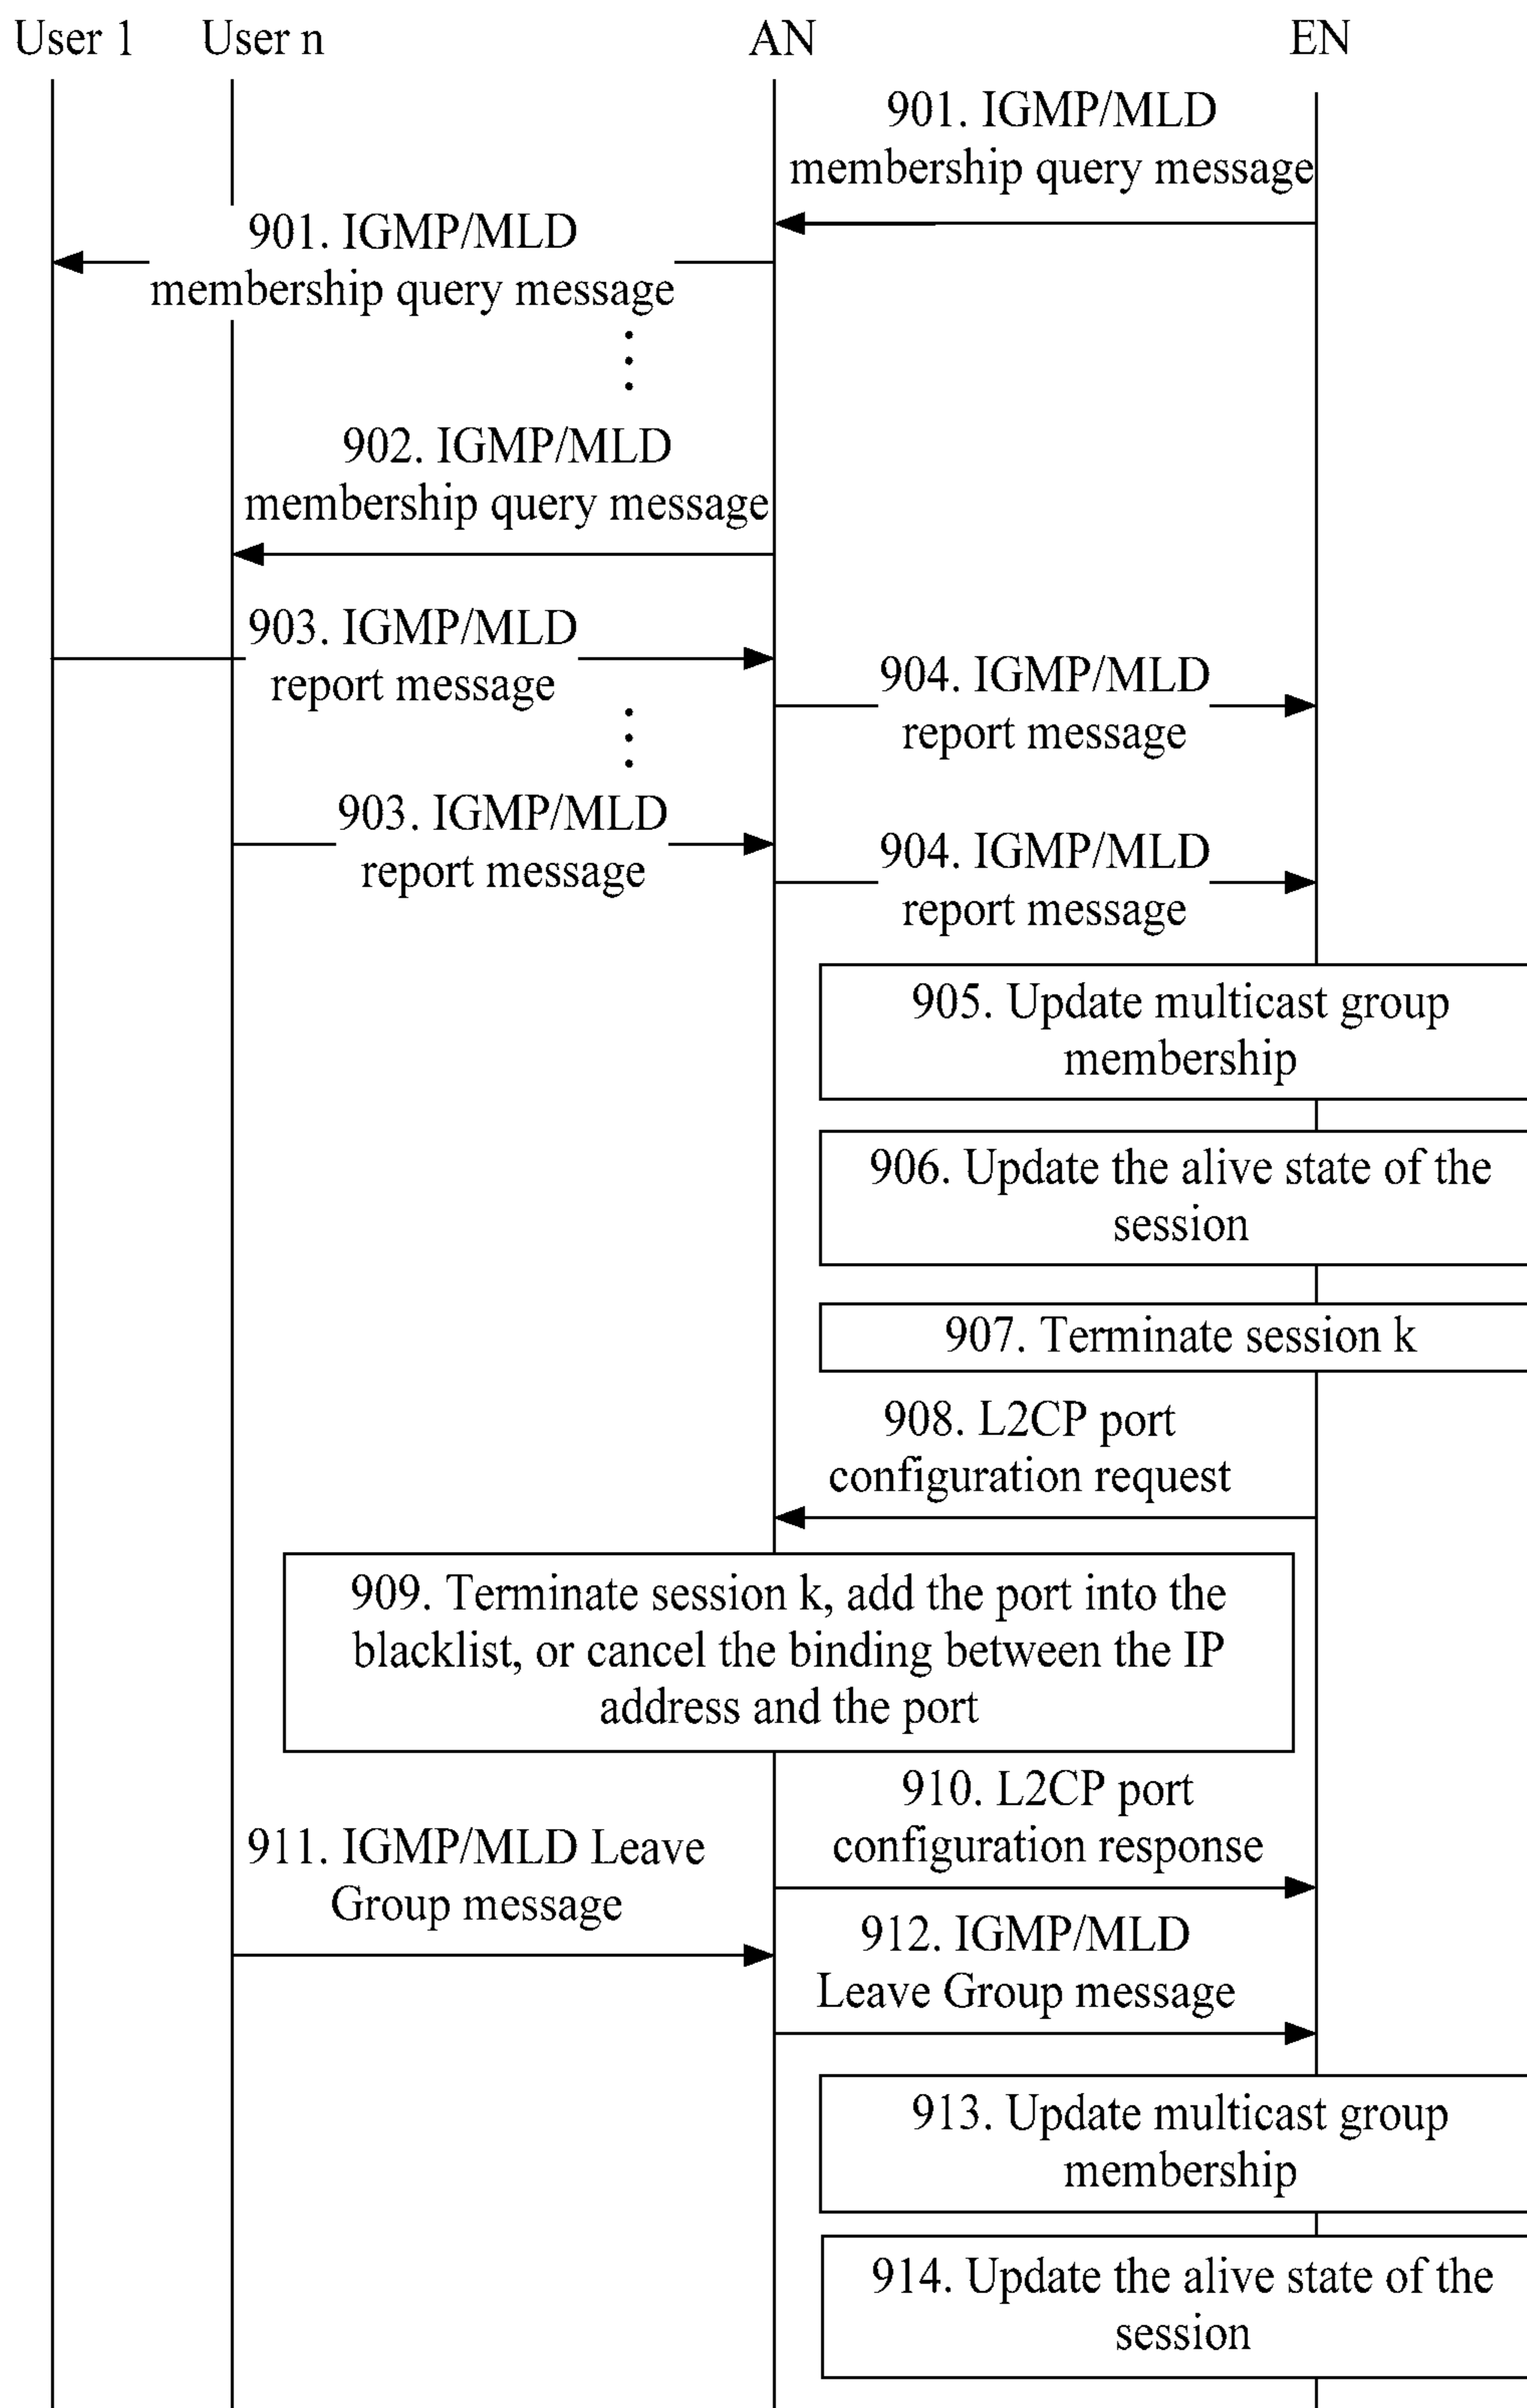 User 1
User n
AN
EN
901. IGMP/MLD
membership query message
901. IGMP/MLD
membership query message
902. IGMP/MLD
membership query message
903. IGMP/MLD
report message
904. IGMP/MLD
report message
903. IGMP/MLD
report message
904. IGMP/MLD
report message
905. Update multicast group
membership
906. Update the alive state of the
session
907. Terminate session k
908. L2CP port
configuration request
909. Terminate session k, add the port into the
blacklist, or cancel the binding between the IP
address and the port
910. L2CP port
configuration response
911. IGMP/MLD Leave
Group message
912. IGMP/MLD
Leave Group message
913. Update multicast group
membership
914. Update the alive state of the
session